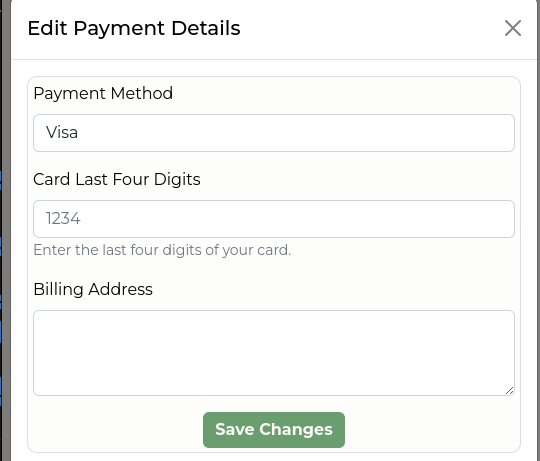 Edit Payment Details
Payment Method
Visa
Card Last Four Digits
1234
Enter the last four digits of your card.
Billing Address
Save Changes